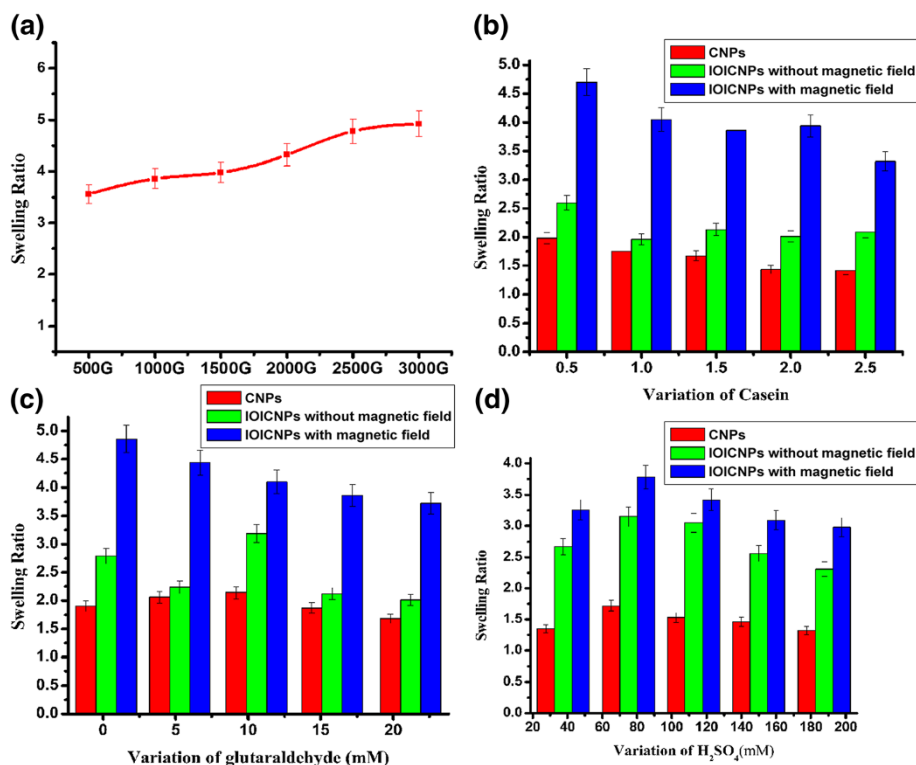 (a)
6
5
4
3
2
1
Swelling Ratio
500G 1000G 1500G 2000G 2500G 3000G
(b)
CNPs
IOICNPs without magnetic field
IOICNPs with magnetic field
5.0
4.5
4.0
3.5
3.0
2.5
2.0
1.5
1.0
0.5
0.0
Swelling Ratio
0.5 1.0 1.5 2.0 2.5
Variation of Casein
(c)
CNPs
IOICNPs without magnetic field
IOICNPs with magnetic field
5.0
4.5
4.0
3.5
3.0
2.5
2.0
1.5
1.0
0.5
0.0
Swelling Ratio
0 5 10 15 20
Variation of glutaraldehyde (mM)
(d)
CNPs
IOICNPs without magnetic field
IOICNPs with magnetic field
4.0
3.5
3.0
2.5
2.0
1.5
1.0
0.5
0.0
Swelling Ratio
20 40 60 80 100 120 140 160 180 200
Variation of H₂SO₄(mM)